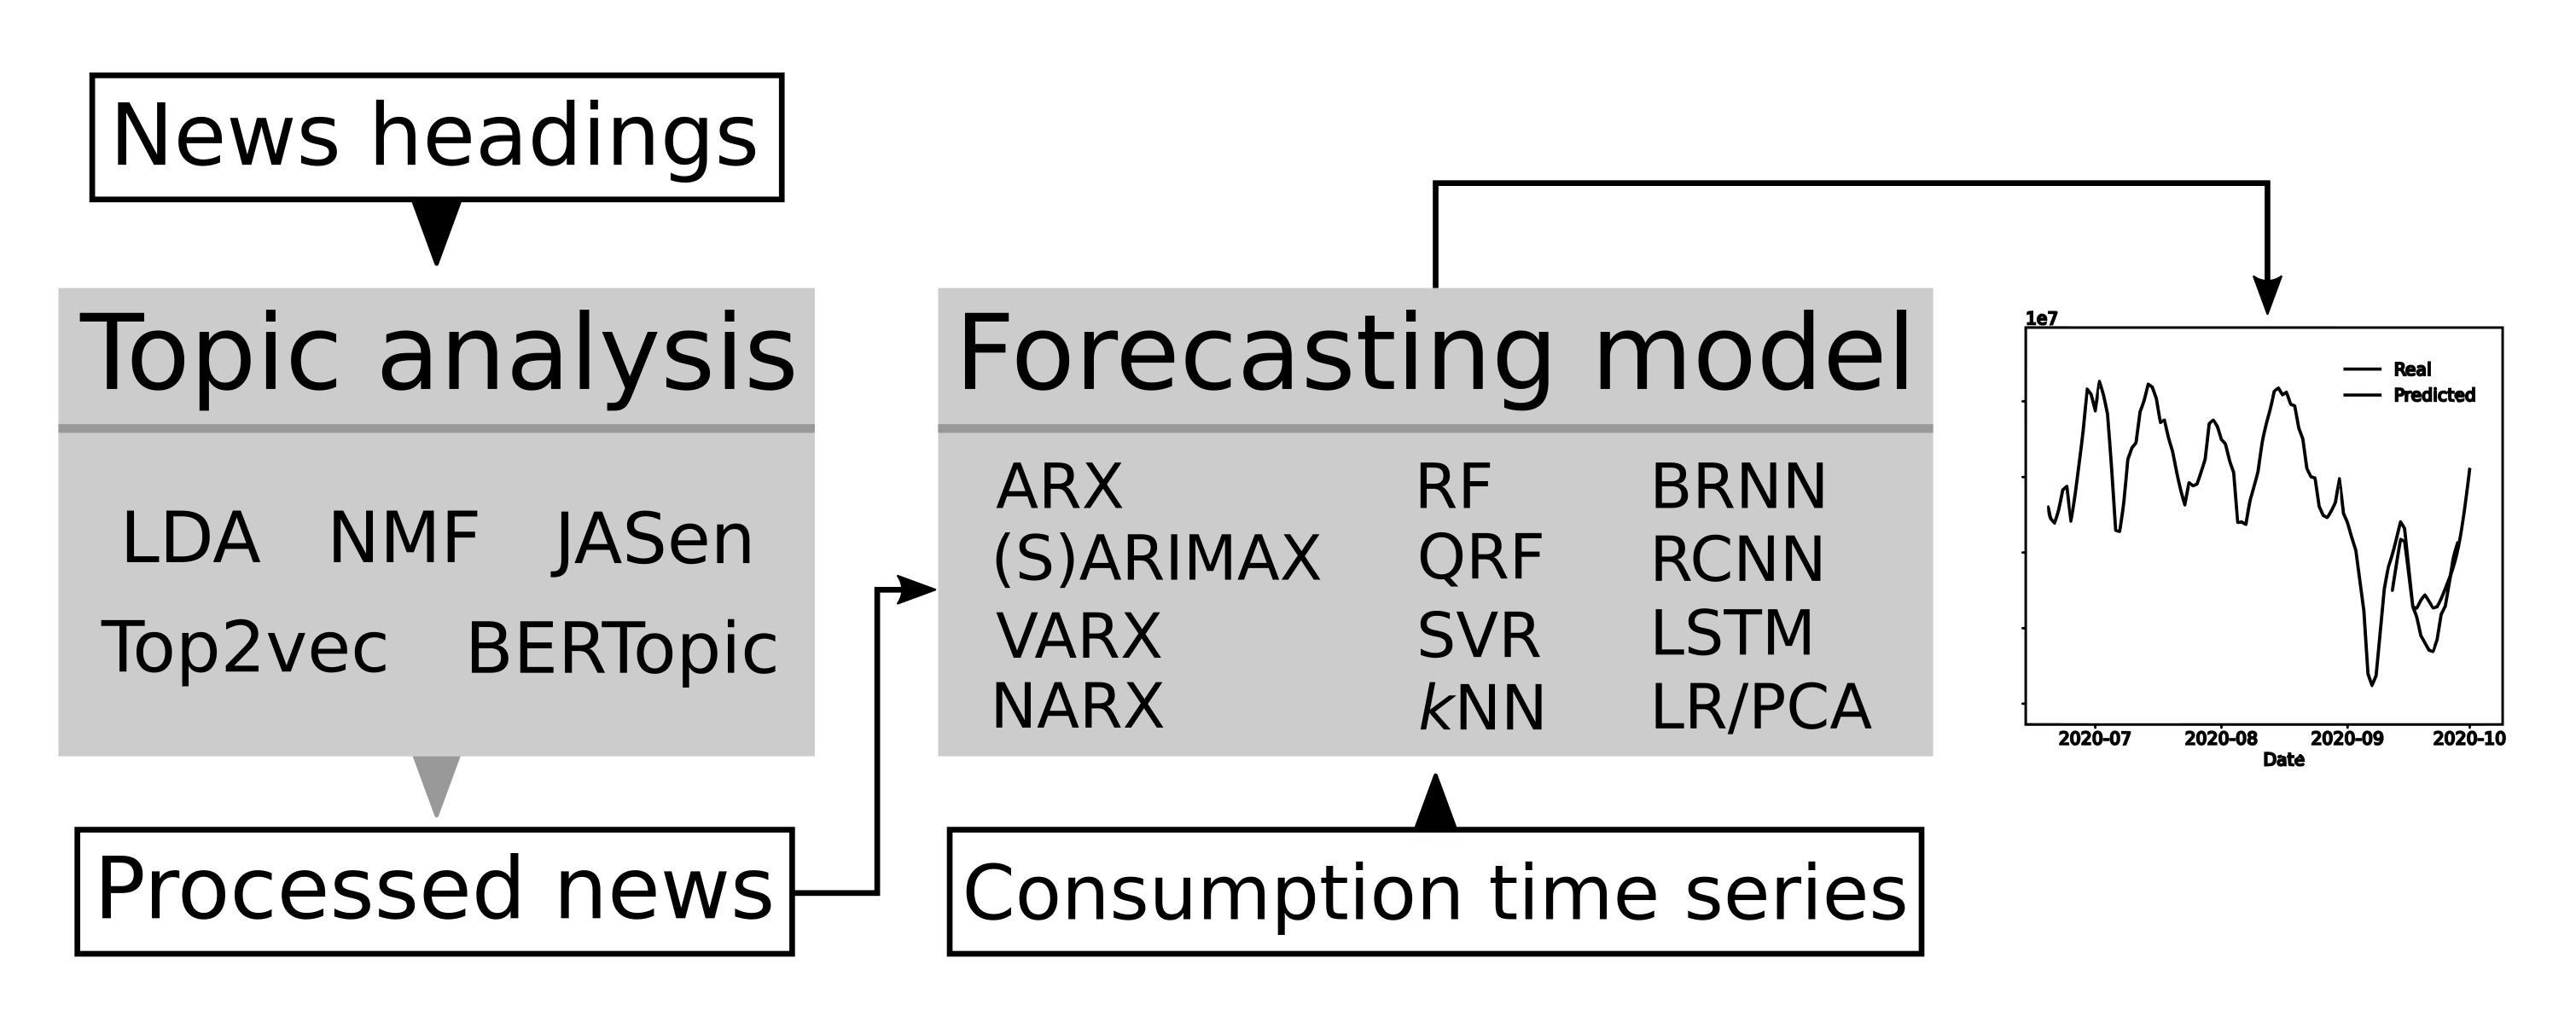 News headings
Topic analysis
LDA NMF JASen
Top2vec BERTopic
Processed news
Forecasting model
ARX RF BRNN
(S)ARIMAX QRF RCNN
VARX SVR LSTM
NARX kNN LR/PCA
Consumption time series
1e7
Real
Predicted
2020-07 2020-08 2020-09 2020-10
Date